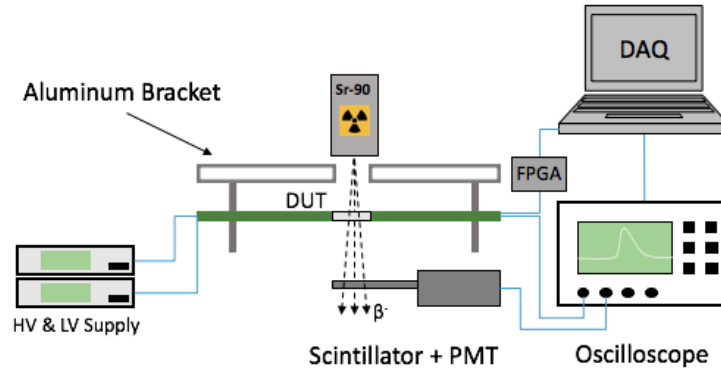 Sr-90
DAQ
Aluminum Bracket
FPGA
DUT
β-
HV & LV Supply
Scintillator + PMT
Oscilloscope